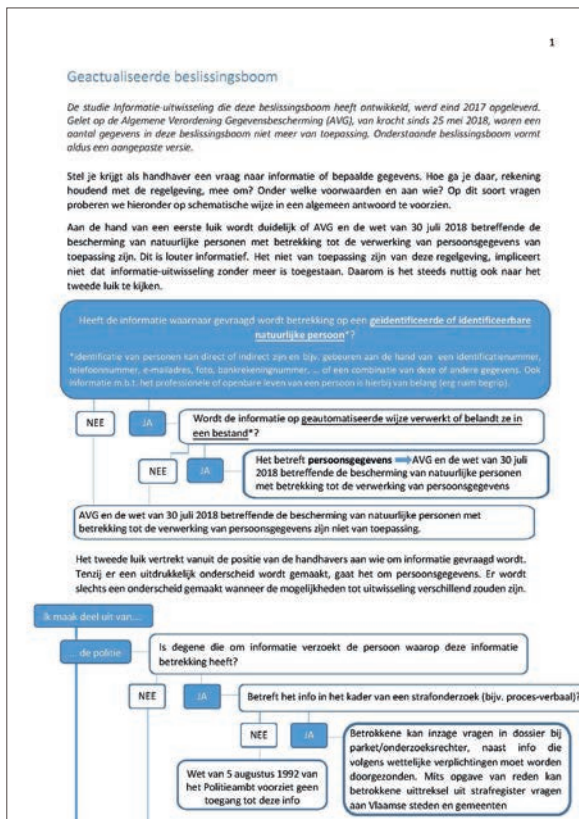 1
Geactualiseerde beslissingsboom
De studie Informatie-uitwisseling die deze beslissingsboom heeft ontwikkeld, werd eind 2017 opgeleverd.
Gelet op de Algemene Verordening Gegevensbescherming (AVG), van kracht sinds 25 mei 2018, waren een
aantal gegevens in deze beslissingsboom niet meer van toepassing. Onderstaande beslissingsboom vormt
aldus een aangepaste versie.
Stel je krijgt als handhaver een vraag naar informatie of bepaalde gegevens. Hoe ga je daar, rekening
houdend met de regelgeving, mee om? Onder welke voorwaarden en aan wie? Op dit soort vragen
proberen we hieronder op schematische wijze in een algemeen antwoord te voorzien.
Aan de hand van een eerste luik wordt duidelijk of AVG en de wet van 30 juli 2018 betreffende de
bescherming van natuurlijke personen met betrekking tot de verwerking van persoonsgegevens van
toepassing zijn. Dit is louter informatief. Het niet van toepassing zijn van deze regelgeving, impliceert
niet dat informatie-uitwisseling zonder meer is toegestaan. Daarom is het steeds nuttig ook naar het
tweede luik te kijken.
Heeft de informatie waarnaar gevraagd wordt betrekking op een geïdentificeerde of identificeerbare
natuurlijke persoon*?
*identificatie van personen kan direct of indirect zijn en bijv. gebeuren aan de hand van een identificatienummer,
telefoonnummer, e-mailadres, foto, bankrekeningnummer, ... of een combinatie van deze of andere gegevens. Ook
informatie m.b.t. het professionele of openbare leven van een persoon is hierbij van belang (erg ruim begrip).
NEE
JA
Wordt de informatie op geautomatiseerde wijze verwerkt of belandt ze in
een bestand*?
NEE
JA
Het betreft persoonsgegevens AVG en de wet van 30 juli
2018 betreffende de bescherming van natuurlijke personen
met betrekking tot de verwerking van persoonsgegevens
AVG en de wet van 30 juli 2018 betreffende de bescherming van natuurlijke personen met
betrekking tot de verwerking van persoonsgegevens zijn niet van toepassing.
Het tweede luik vertrekt vanuit de positie van de handhavers aan wie om informatie gevraagd wordt.
Tenzij er een uitdrukkelijk onderscheid wordt gemaakt, gaat het om persoonsgegevens. Er wordt
slechts een onderscheid gemaakt wanneer de mogelijkheden tot uitwisseling verschillend zouden zijn.
Ik maak deel uit van....
... de politie
Is degene die om informatie verzoekt de persoon waarop deze informatie
betrekking heeft?
NEE
JA
Betreft het info in het kader van een strafonderzoek (bijv. proces-verbaal)?
NEE
JA
Wet van 5 augustus 1992 van
het Politieambt voorziet geen
toegang tot deze info
Betrokkene kan inzage vragen in dossier bij
parket/onderzoeksrechter, naast info die
volgens wettelijke verplichtingen moet worden
doorgezonden. Mits opgave van reden kan
betrokkene uittreksel uit strafregister vragen
aan Vlaamse steden en gemeenten